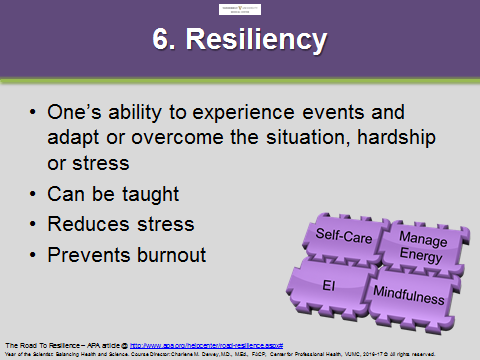 6. Resiliency
• One's ability to experience events and
adapt or overcome the situation, hardship
or stress
• Can be taught
• Reduces stress
• Prevents burnout
Self-Care
Manage
Energy
EI
Mindfulness
The Road To Resilience – APA article @ http://www.apa.org/helpcenter/road-resilience.aspx#
Year of the Scientist: Balancing Health and Science. Course Director: Charlene M. Dewey, M.D., M.Ed., FACP, Center for Professional Health, VUMC, 2016-17 © All rights reserved.